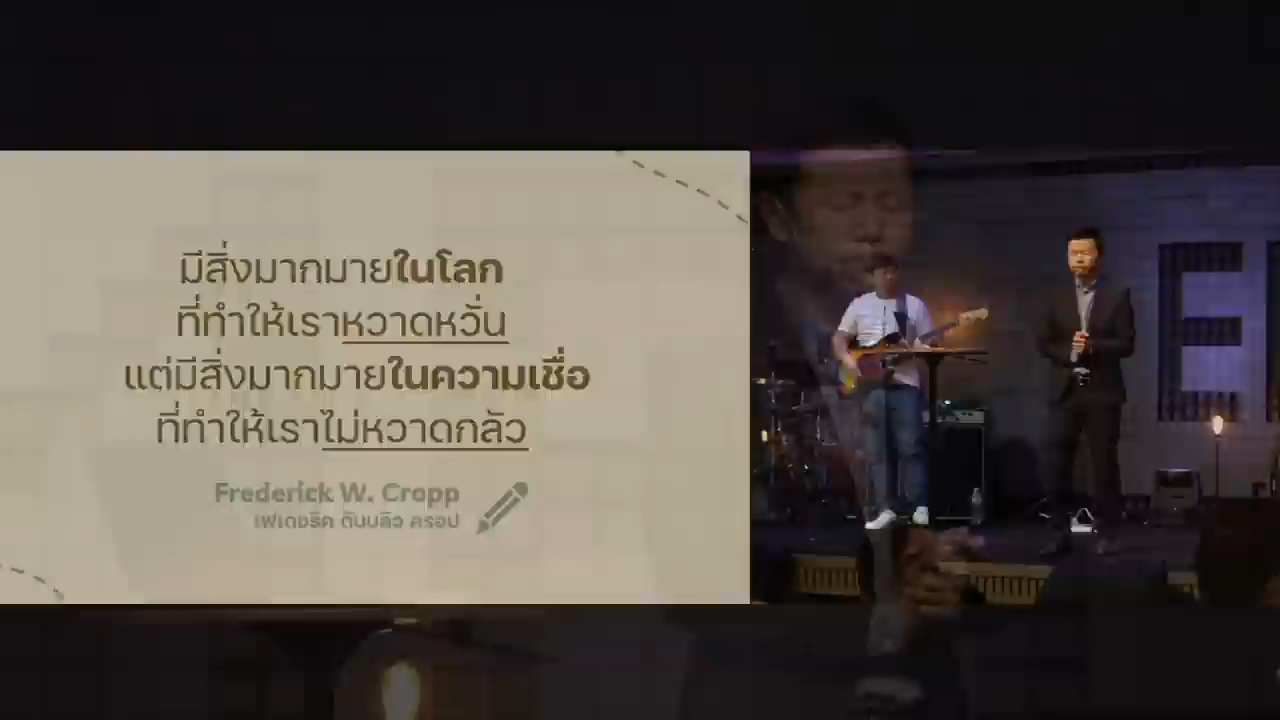 มีสิ่งมากมายในโลก
ที่ทำให้เราหวาดหวั่น
แต่มีสิ่งมากมายในความเชื่อ
ที่ทำให้เราไม่หวาดกลัว
Frederick W. Cropp
เฟเดอริค ดับบลิว ครอป
E